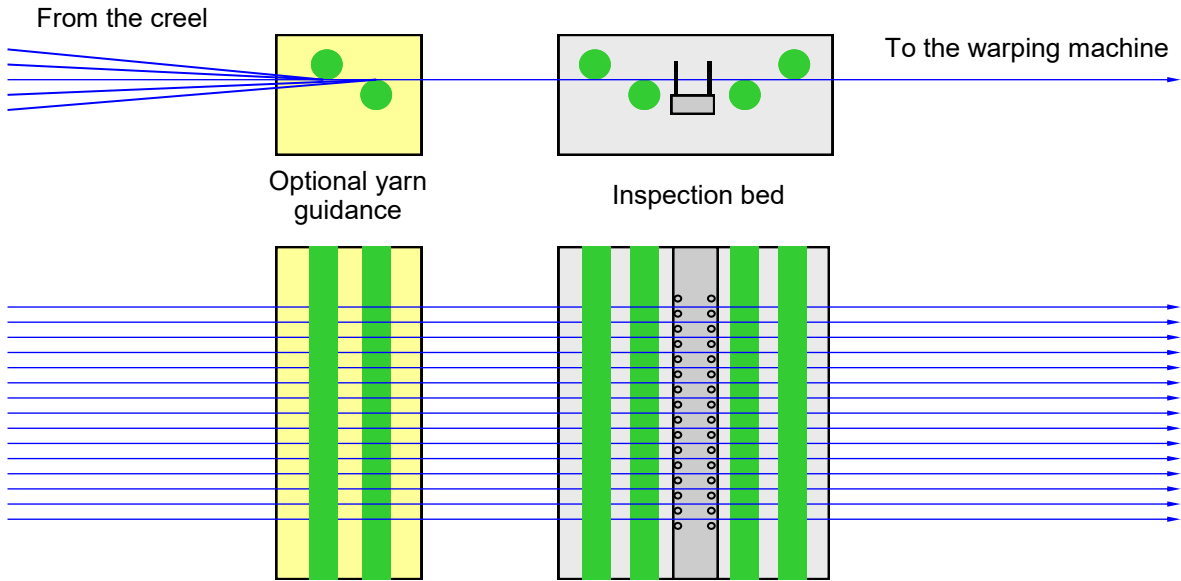 From the creel
To the warping machine
Optional yarn
guidance
Inspection bed